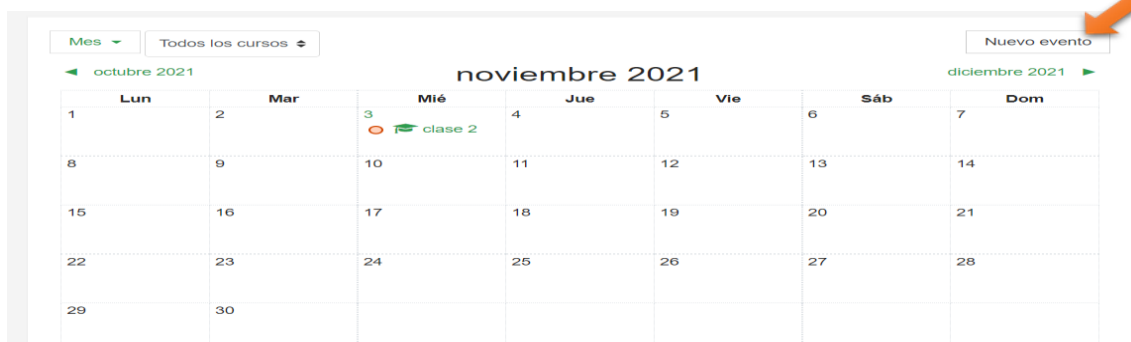 Mes Todos los cursos Nuevo evento
octubre 2021 noviembre 2021 diciembre 2021
Lun Mar Mié Jue Vie Sáb Dom
1 2 3 4 5 6 7
clase 2
8 9 10 11 12 13 14
15 16 17 18 19 20 21
22 23 24 25 26 27 28
29 30